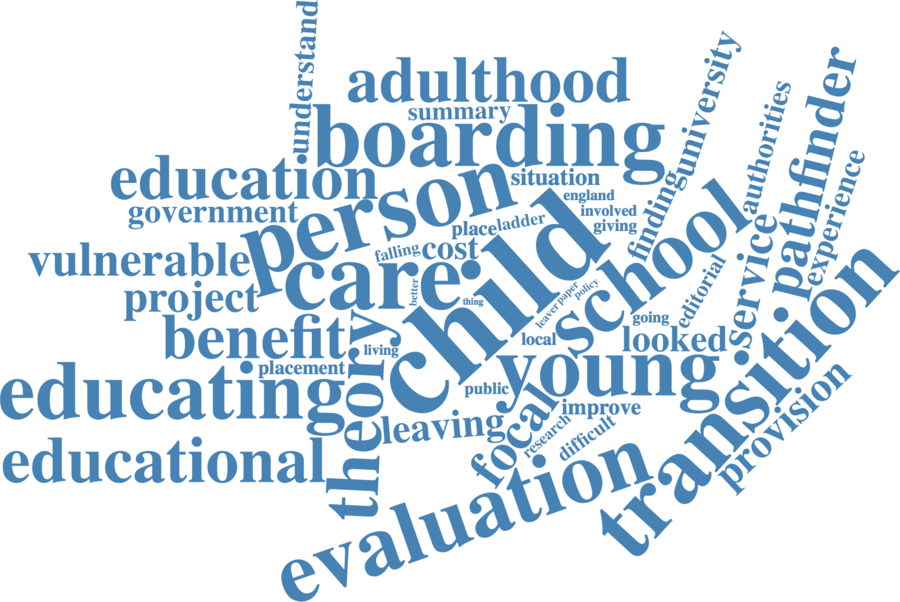 understand
adulthood
summary
boarding
university
pathfinder
authorities
education
person
situation
england
finding
experience
government
place
ladder
involved
giving
vulnerable
falling
cost
child
school
care
project
better
thing
leaver
paper
policy
editorial
service
transition
benefit
theory
living
local
going
looked
placement
young
educating
public
focal
improve
leaving
research
difficult
provision
educational
evaluation